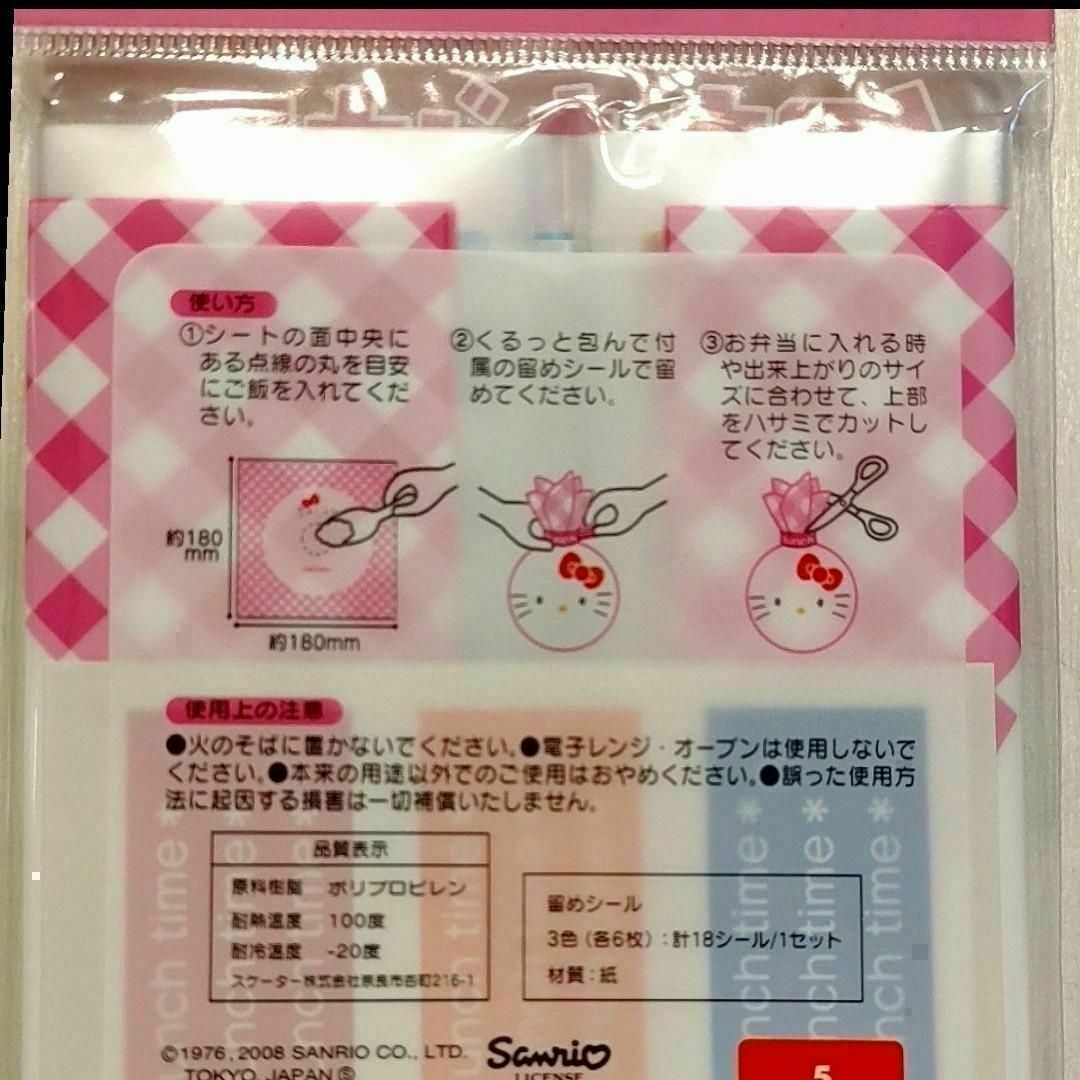 使い方
①シートの面中央に
ある点線の丸を目安
にご飯を入れてくだ
さい。
②くるっと包んで付
属の留めシールで留
めてください。
③お弁当に入れる時
や出来上がりのサイ
ズに合わせて、上部
をハサミでカットし
てください。
約180
mm
約180mm
使用上の注意
●火のそばに置かないでください。●電子レンジ・オーブンは使用しないで
ください。●本来の用途以外でのご使用はおやめください。●誤った使用方
法に起因する損害は一切補償いたしません。
品質表示
原料樹脂 ポリプロピレン
耐熱温度 100度
耐冷温度 -20度
スケーター株式会社奈良市杏町216-1
留めシール
3色（各6枚）：計18シール/1セット
材質：紙
nch time *
nch time *
nch time *
©1976, 2008 SANRIO CO., LTD.
TOKYO, JAPAN Ⓢ
Sanrio
LICENSE
5